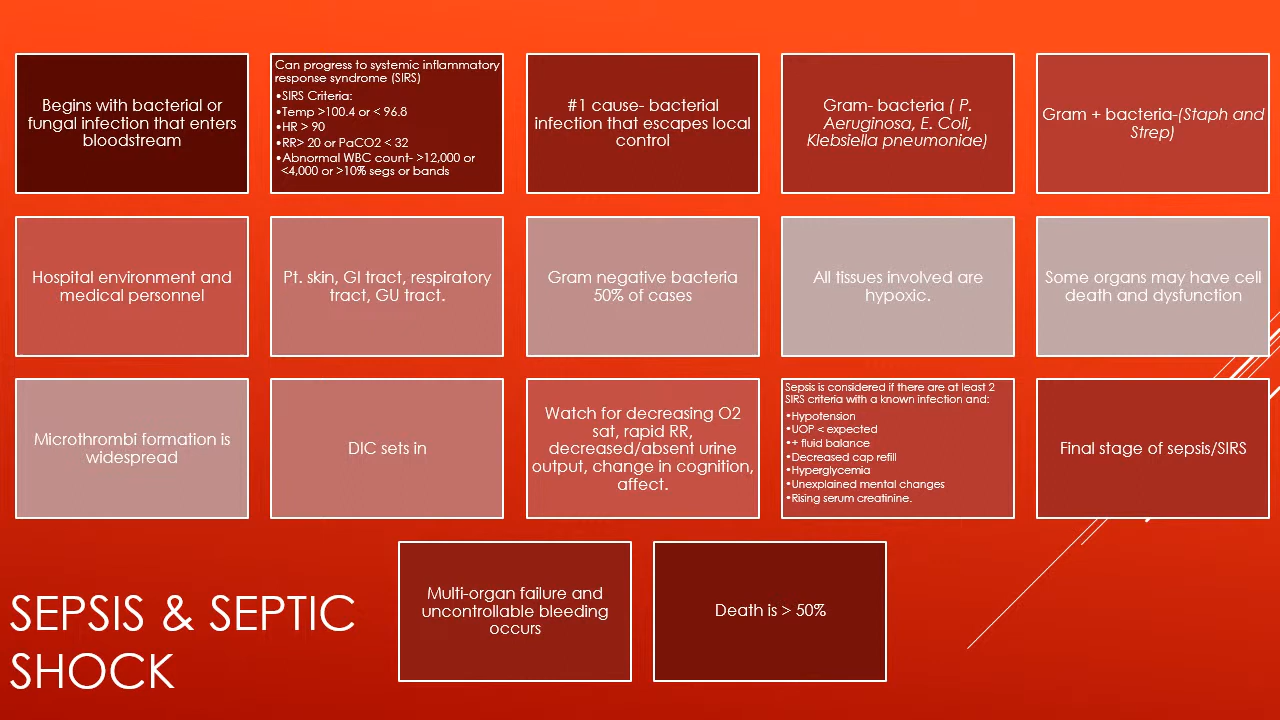 Begins with bacterial or
fungal infection that enters
bloodstream
Can progress to systemic inflammatory
response syndrome (SIRS)
•SIRS Criteria:
•Temp >100.4 or < 96.8
•HR > 90
•RR> 20 or PaCO2 < 32
•Abnormal WBC count- >12,000 or
<4,000 or >10% segs or bands
#1 cause- bacterial
infection that escapes local
control
Gram- bacteria ( P.
Aeruginosa, E. Coli,
Klebsiella pneumoniae)
Gram + bacteria-(Staph and
Strep)
Hospital environment and
medical personnel
Pt. skin, GI tract, respiratory
tract, GU tract.
Gram negative bacteria
50% of cases
All tissues involved are
hypoxic.
Some organs may have cell
death and dysfunction
Microthrombi formation is
widespread
DIC sets in
Watch for decreasing O2
sat, rapid RR,
decreased/absent urine
output, change in cognition,
affect.
Sepsis is considered if there are at least 2
SIRS criteria with a known infection and:
•Hypotension
•UOP < expected
•+ fluid balance
•Decreased cap refill
•Hyperglycemia
•Unexplained mental changes
•Rising serum creatinine.
Final stage of sepsis/SIRS
Multi-organ failure and
uncontrollable bleeding
occurs
Death is > 50%
SEPSIS & SEPTIC
SHOCK